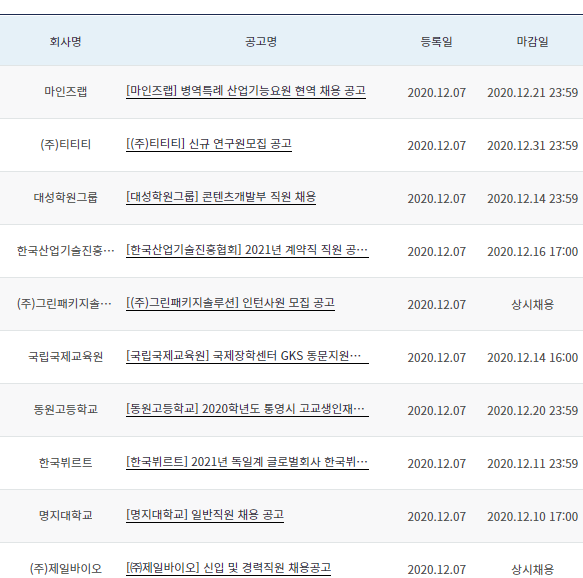 회사명 공고명 등록일 마감일
마인즈랩 [마인즈랩] 병역특례 산업기능요원 현역 채용 공고 2020.12.07 2020.12.21 23:59
(주)티티티 [(주)티티티] 신규 연구원모집 공고 2020.12.07 2020.12.31 23:59
대성학원그룹 [대성학원그룹] 콘텐츠개발부 직원 채용 2020.12.07 2020.12.14 23:59
한국산업기술진흥… [한국산업기술진흥협회] 2021년 계약직 직원 공… 2020.12.07 2020.12.16 17:00
(주)그린패키지솔… [(주)그린패키지솔루션] 인턴사원 모집 공고 2020.12.07 상시채용
국립국제교육원 [국립국제교육원] 국제장학센터 GKS 동문지원… 2020.12.07 2020.12.14 16:00
동원고등학교 [동원고등학교] 2020학년도 통영시 고교생인재… 2020.12.07 2020.12.20 23:59
한국뷔르트 [한국뷔르트] 2021년 독일계 글로벌회사 한국뷔… 2020.12.07 2020.12.11 23:59
명지대학교 [명지대학교] 일반직원 채용 공고 2020.12.07 2020.12.10 17:00
(주)제일바이오 [㈜제일바이오] 신입 및 경력직원 채용공고 2020.12.07 상시채용